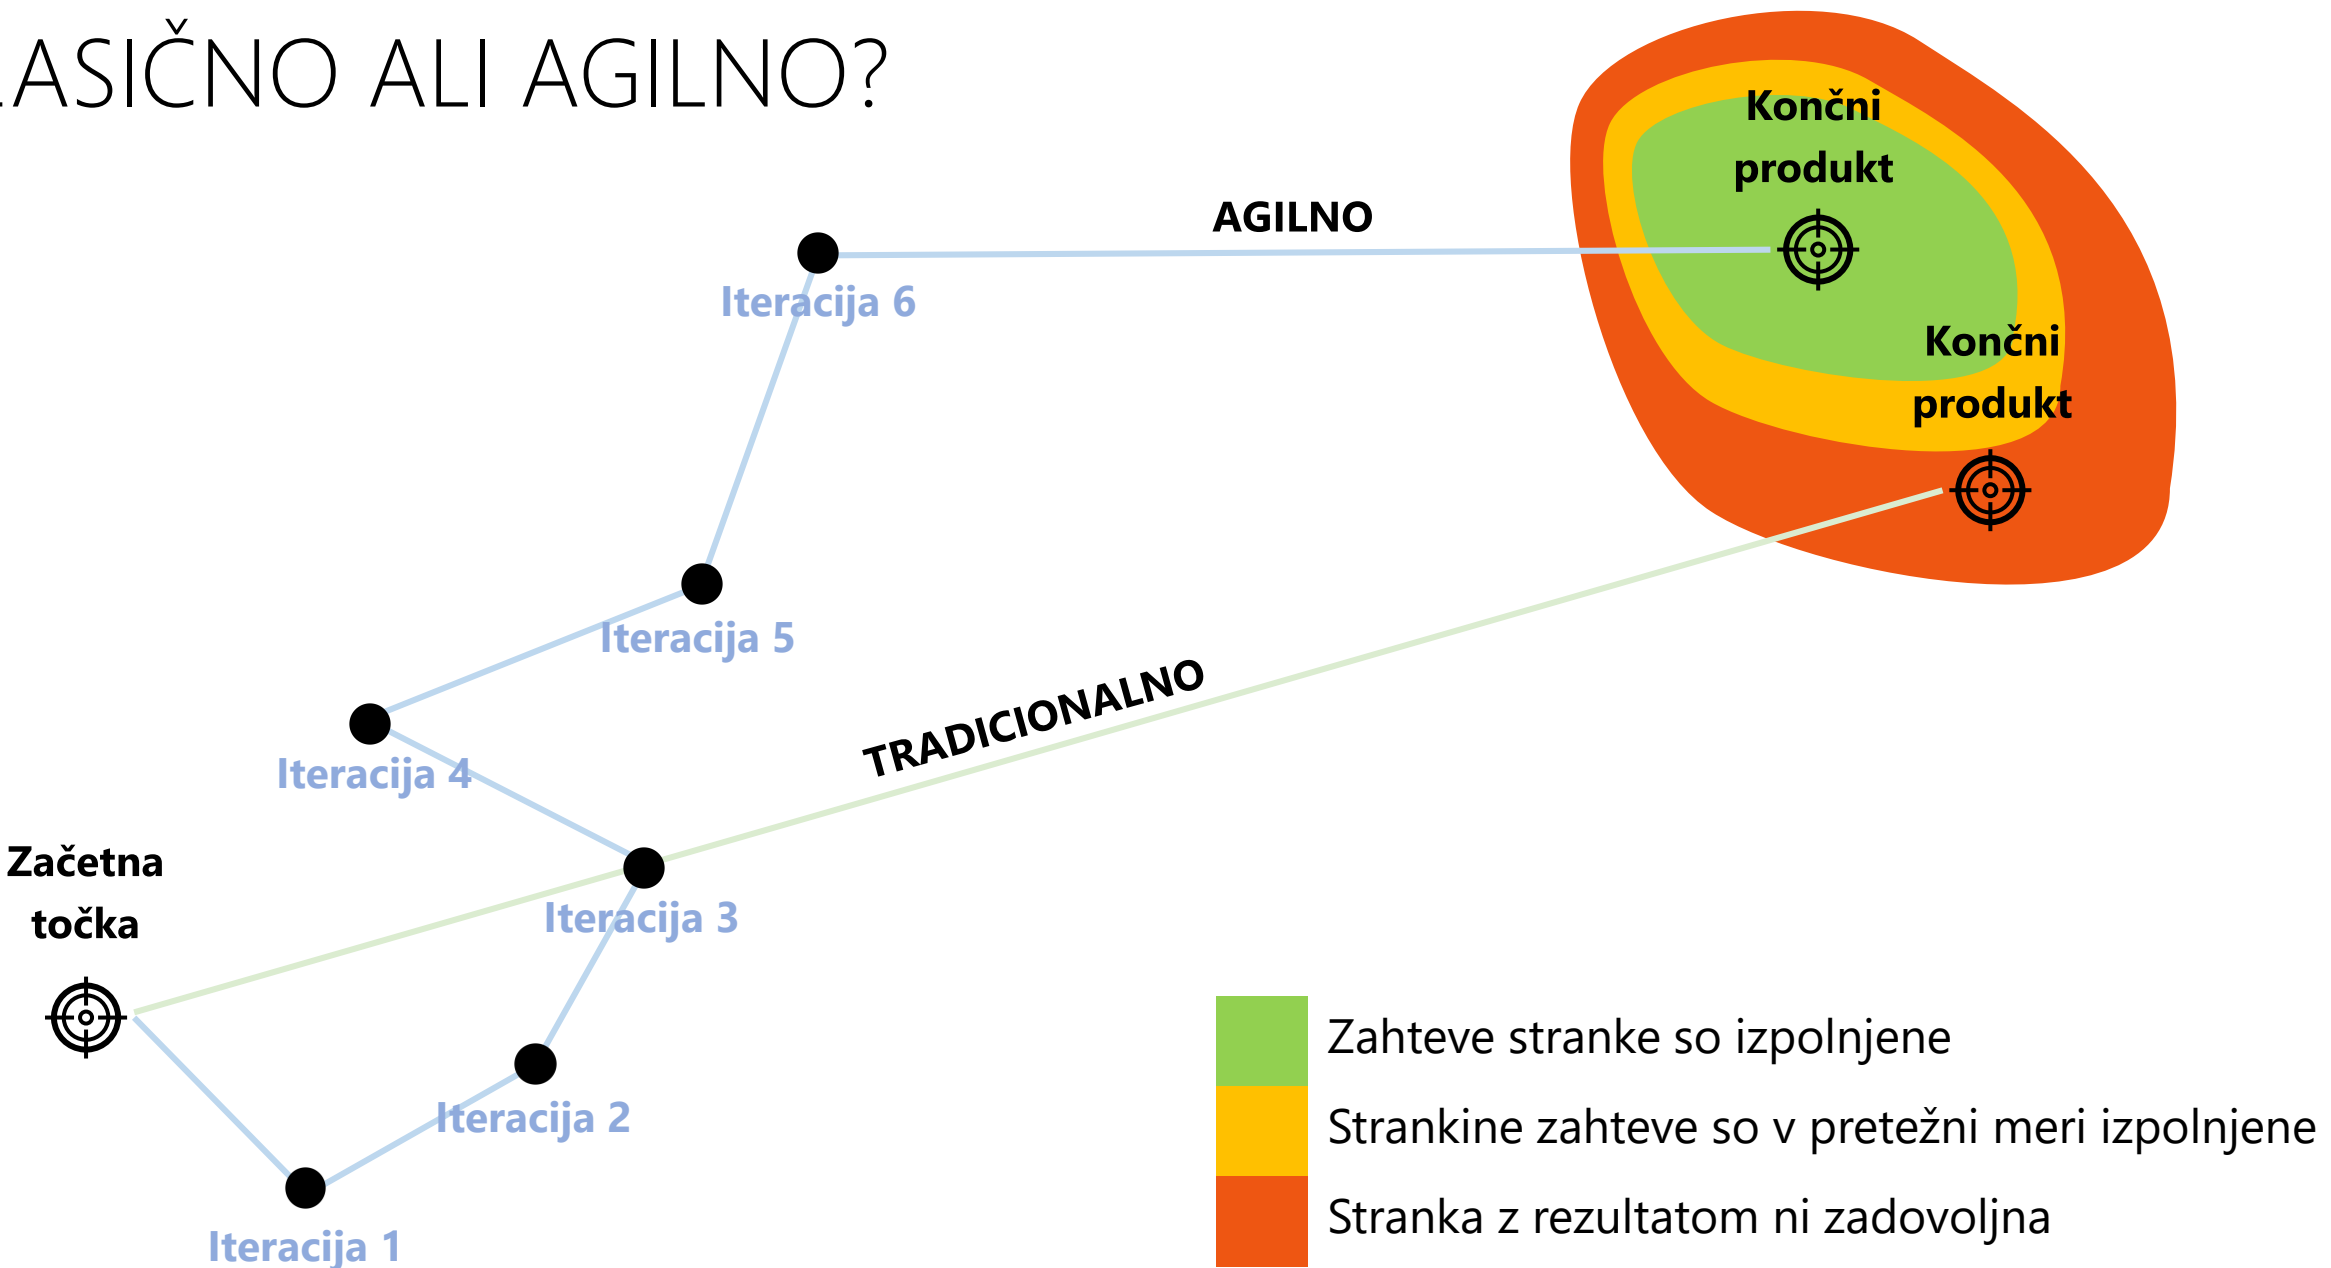 LASIČNO ALI AGILNO?
Končni
produkt
AGILNO
Iteracija 6
Končni
produkt
Iteracija 5
TRADICIONALNO
Iteracija 4
Začetna
točka
Iteracija 3
Iteracija 2
Iteracija 1
Zahteve stranke so izpolnjene
Strankine zahteve so v pretežni meri izpolnjene
Stranka z rezultatom ni zadovoljna